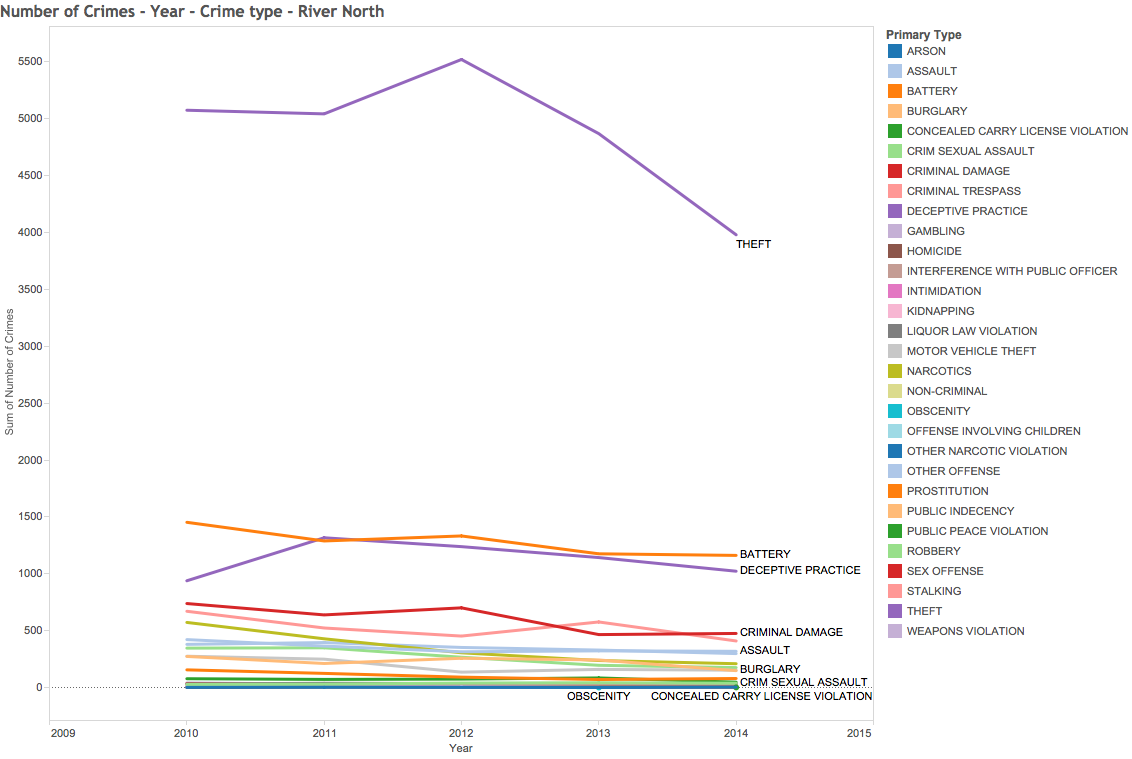 Number of Crimes - Year - Crime type - River North
Primary Type
ARSON
ASSAULT
BATTERY
BURGLARY
CONCEALED CARRY LICENSE VIOLATION
CRIM SEXUAL ASSAULT
CRIMINAL DAMAGE
CRIMINAL TRESPASS
DECEPTIVE PRACTICE
GAMBLING
HOMICIDE
INTERFERENCE WITH PUBLIC OFFICER
INTIMIDATION
KIDNAPPING
LIQUOR LAW VIOLATION
MOTOR VEHICLE THEFT
NARCOTICS
NON-CRIMINAL
OBSCENITY
OFFENSE INVOLVING CHILDREN
OTHER NARCOTIC VIOLATION
OTHER OFFENSE
PROSTITUTION
PUBLIC INDECENCY
PUBLIC PEACE VIOLATION
ROBBERY
SEX OFFENSE
STALKING
THEFT
WEAPONS VIOLATION
Sum of Number of Crimes
5500
5000
4500
4000
3500
3000
2500
2000
1500
1000
500
0
THEFT
BATTERY
DECEPTIVE PRACTICE
CRIMINAL DAMAGE
ASSAULT
BURGLARY
CRIM SEXUAL ASSAULT
OBSCENITY CONCEALED CARRY LICENSE VIOLATION
2009 2010 2011 2012 2013 2014 2015
Year